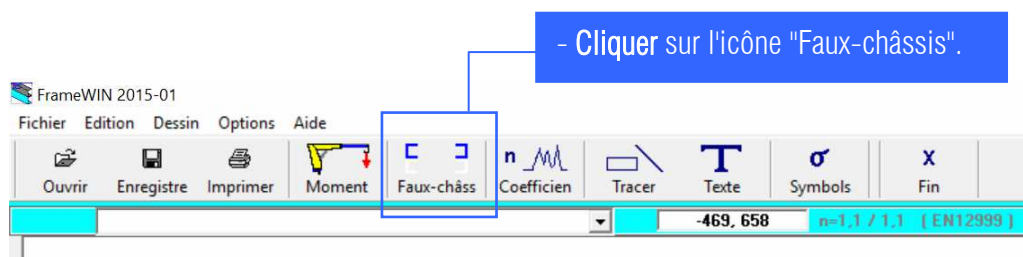 - Cliquer sur l'icône "Faux-châssis".
FrameWIN 2015-01
Fichier Edition Dessin Options Aide
Ouvrir Enregistre Imprimer Moment Faux-châss n Coefficien Tracer T Texte σ Symbols x Fin
-469, 658 n=1,1 / 1,1 ( EN12999 )